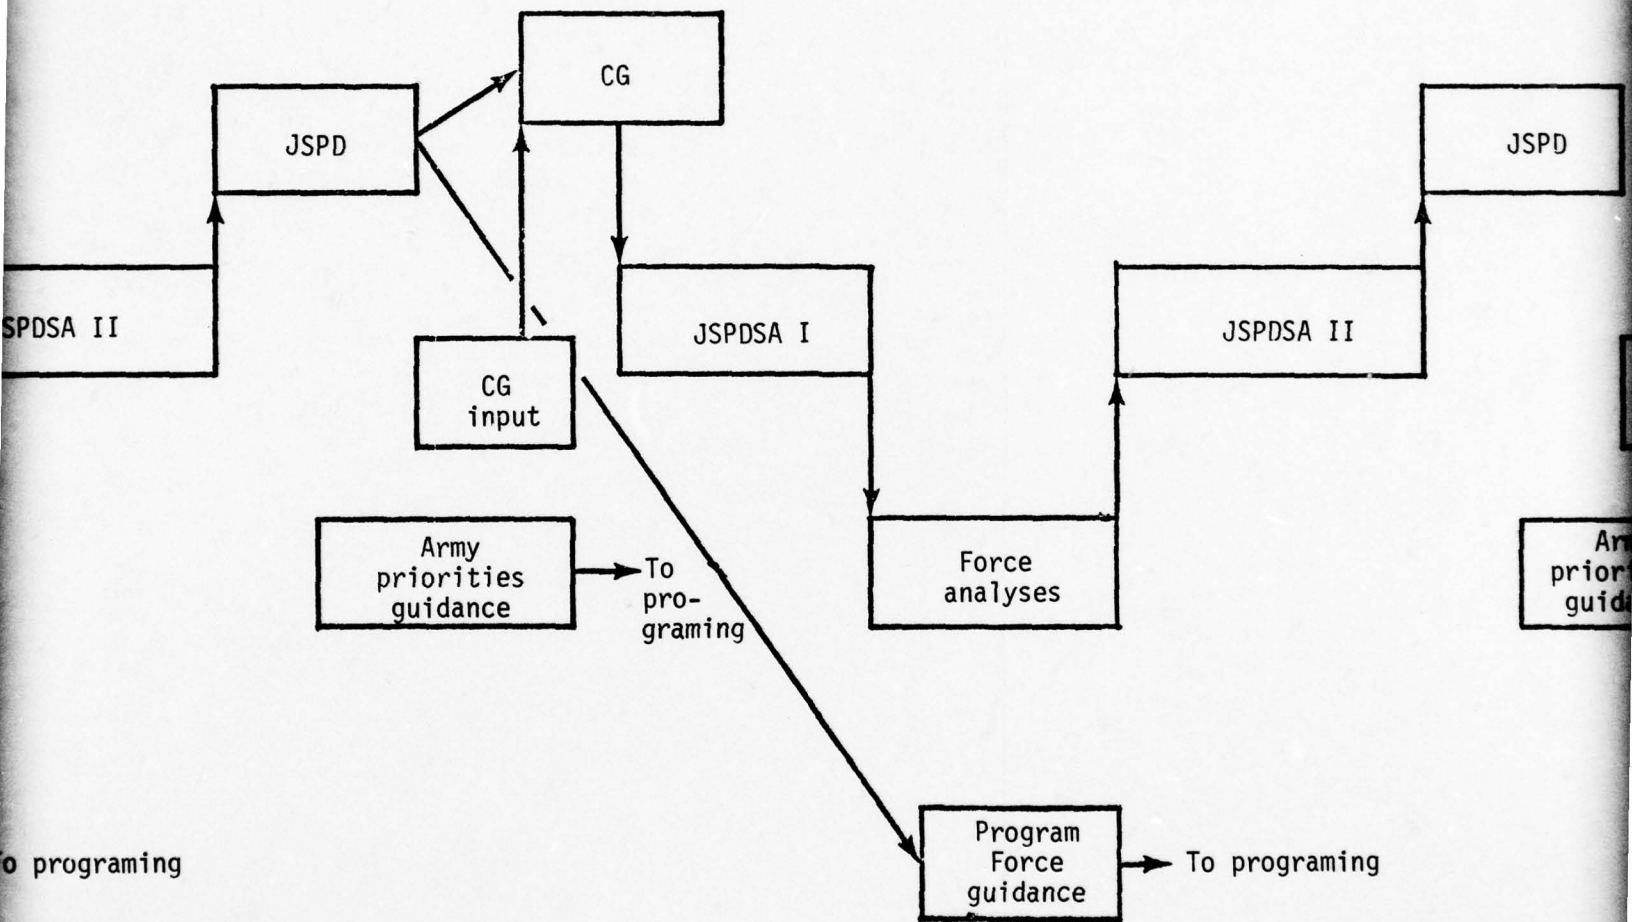 CG
JSPD
JSPD
SPDSA II
JSPDSA I
JSPDSA II
CG
input
Army
priorities
guidance
To
pro-
graming
Force
analyses
Program
Force
guidance
To programing
o programing